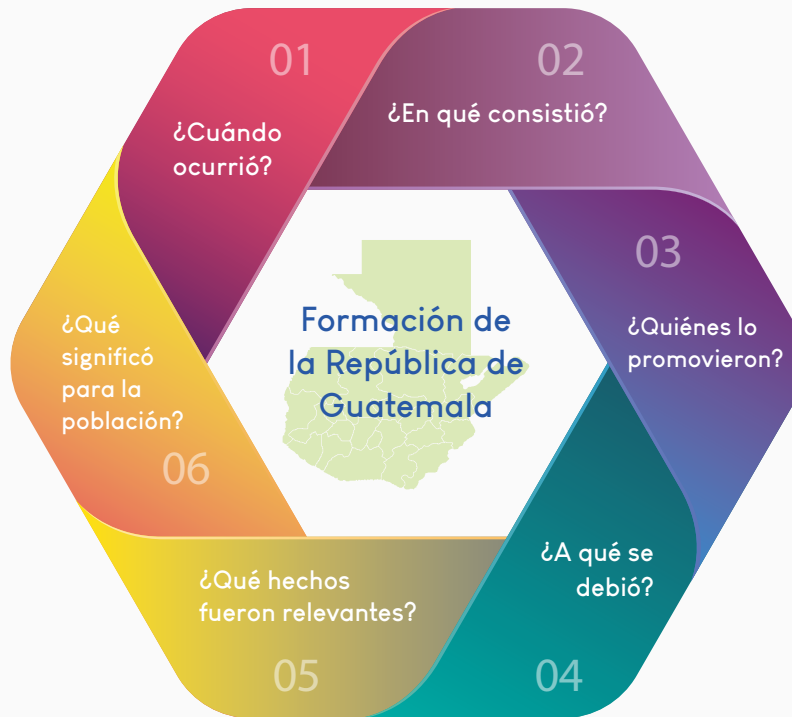 Formación de
la República de
Guatemala
01
¿Cuándo
ocurrió?
02
¿En qué consistió?
03
¿Quiénes lo
promovieron?
¿A qué se
debió?
04
¿Qué hechos
fueron relevantes?
05
¿Qué
significó
para la
población?
06